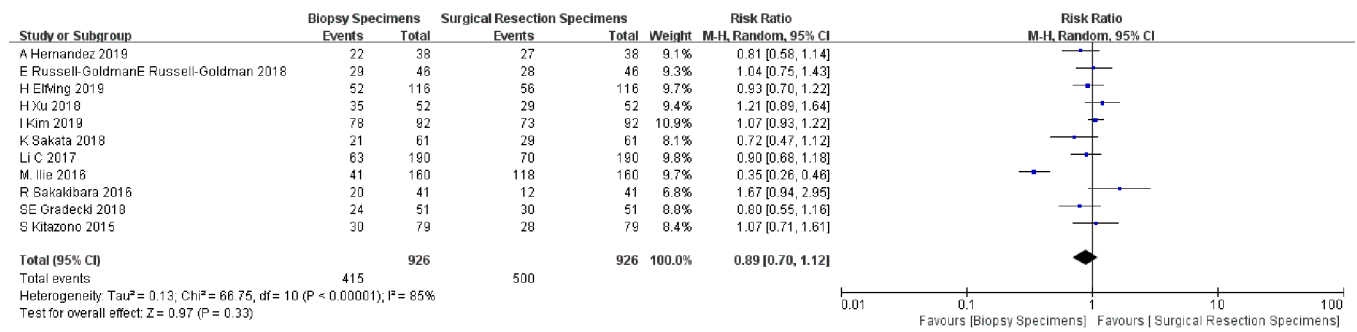 Biopsy Specimens Surgical Resection Specimens Risk Ratio Risk Ratio
Study or Subgroup Events Total Events Total Weight M-H, Random, 95% CI M-H, Random, 95% CI
A Hernandez 2019 22 38 27 38 9.1% 0.81 [0.58, 1.14]
E Russell-GoldmanE Russell-Goldman 2018 29 46 28 46 9.3% 1.04 [0.75, 1.43]
H Elfving 2019 52 116 56 116 9.7% 0.93 [0.70, 1.22]
H Xu 2018 35 52 29 52 9.4% 1.21 [0.89, 1.64]
I Kim 2019 78 92 73 92 10.9% 1.07 [0.93, 1.22]
K Sakata 2018 21 61 29 61 8.1% 0.72 [0.47, 1.12]
Li C 2017 63 190 70 190 9.8% 0.90 [0.68, 1.18]
M. Ilie 2016 41 160 118 160 9.7% 0.35 [0.26, 0.46]
R Sakakibara 2016 20 41 12 41 6.8% 1.67 [0.94, 2.95]
SE Gradecki 2018 24 51 30 51 8.8% 0.80 [0.55, 1.16]
S Kitazono 2015 30 79 28 79 8.4% 1.07 [0.71, 1.61]
Total (95% CI) 926 926 100.0% 0.89 [0.70, 1.12]
Total events 415 500
Heterogeneity: Tau² = 0.13; Chi² = 66.75, df = 10 (P < 0.00001); I² = 85%
Test for overall effect: Z = 0.97 (P = 0.33)
0.01 0.1 1 10 100
Favours [Biopsy Specimens] Favours [ Surgical Resection Specimens]